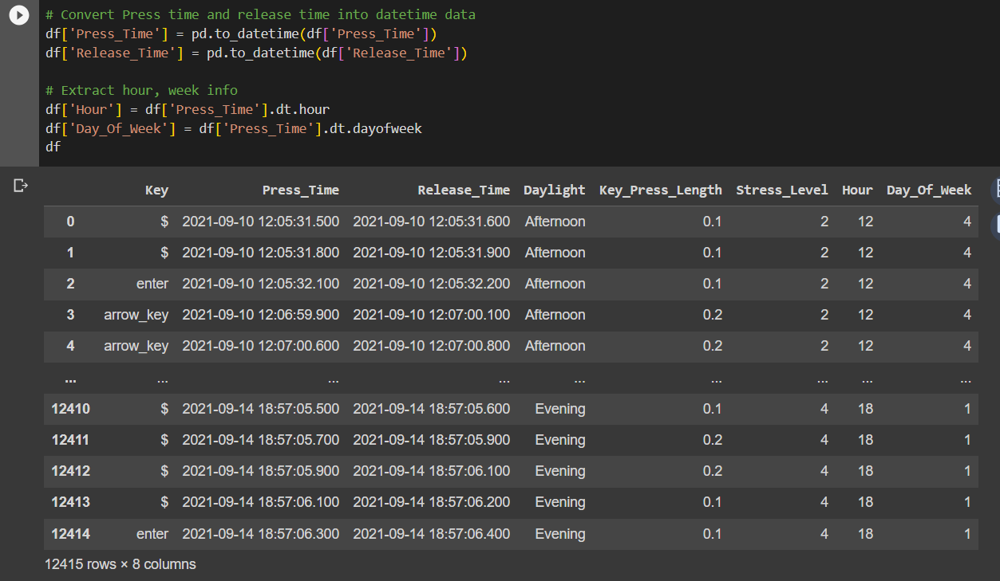 # Convert Press time and release time into datetime data
df['Press_Time'] = pd.to_datetime(df['Press_Time'])
df['Release_Time'] = pd.to_datetime(df['Release_Time'])
# Extract hour, week info
df['Hour'] = df['Press_Time'].dt.hour
df['Day_Of_Week'] = df['Press_Time'].dt.dayofweek
df
Key Press_Time Release_Time Daylight Key_Press_Length Stress_Level Hour Day_Of_Week
0 $ 2021-09-10 12:05:31.500 2021-09-10 12:05:31.600 Afternoon 0.1 2 12 4
1 $ 2021-09-10 12:05:31.800 2021-09-10 12:05:31.900 Afternoon 0.1 2 12 4
2 enter 2021-09-10 12:05:32.100 2021-09-10 12:05:32.200 Afternoon 0.1 2 12 4
3 arrow_key 2021-09-10 12:06:59.900 2021-09-10 12:07:00.100 Afternoon 0.2 2 12 4
4 arrow_key 2021-09-10 12:07:00.600 2021-09-10 12:07:00.800 Afternoon 0.2 2 12 4
... ... ... ... ... ... ... ... ...
12410 $ 2021-09-14 18:57:05.500 2021-09-14 18:57:05.600 Evening 0.1 4 18 1
12411 $ 2021-09-14 18:57:05.700 2021-09-14 18:57:05.900 Evening 0.2 4 18 1
12412 $ 2021-09-14 18:57:05.900 2021-09-14 18:57:06.100 Evening 0.2 4 18 1
12413 $ 2021-09-14 18:57:06.100 2021-09-14 18:57:06.200 Evening 0.1 4 18 1
12414 enter 2021-09-14 18:57:06.300 2021-09-14 18:57:06.400 Evening 0.1 4 18 1
12415 rows × 8 columns